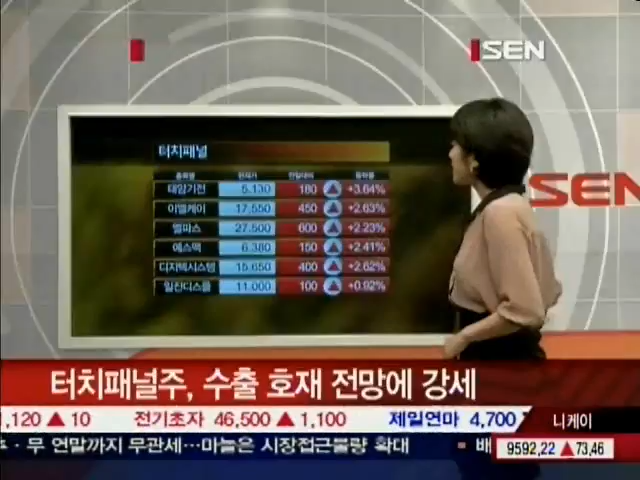 SEN
SEN
터치패널
종목명 현재가 전일대비 등락률
태양기전 5,130 180 ▲ +3.64%
이엘케이 17,550 450 ▲ +2.63%
멜파스 27,500 600 ▲ +2.23%
에스맥 6,380 150 ▲ +2.41%
디지텍시스템 15,650 400 ▲ +2.62%
일진디스플 11,000 100 ▲ +0.92%
터치패널주, 수출 호재 전망에 강세
1,120 ▲ 10 전기초자 46,500 ▲ 1,100 제일연마 4,700
니케이
· 무 연말까지 무관세…마늘은 시장접근물량 확대 배
9592,22 ▲73,46